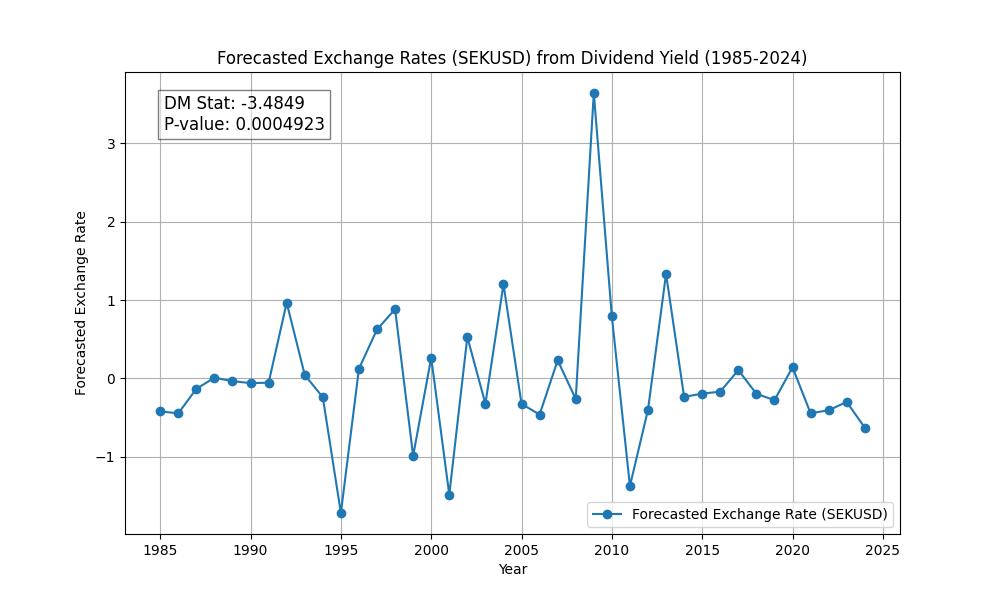 Forecasted Exchange Rates (SEKUSD) from Dividend Yield (1985-2024)
DM Stat: -3.4849
P-value: 0.0004923
Forecasted Exchange Rate
3
2
1
0
−1
Forecasted Exchange Rate (SEKUSD)
1985 1990 1995 2000 2005 2010 2015 2020 2025
Year